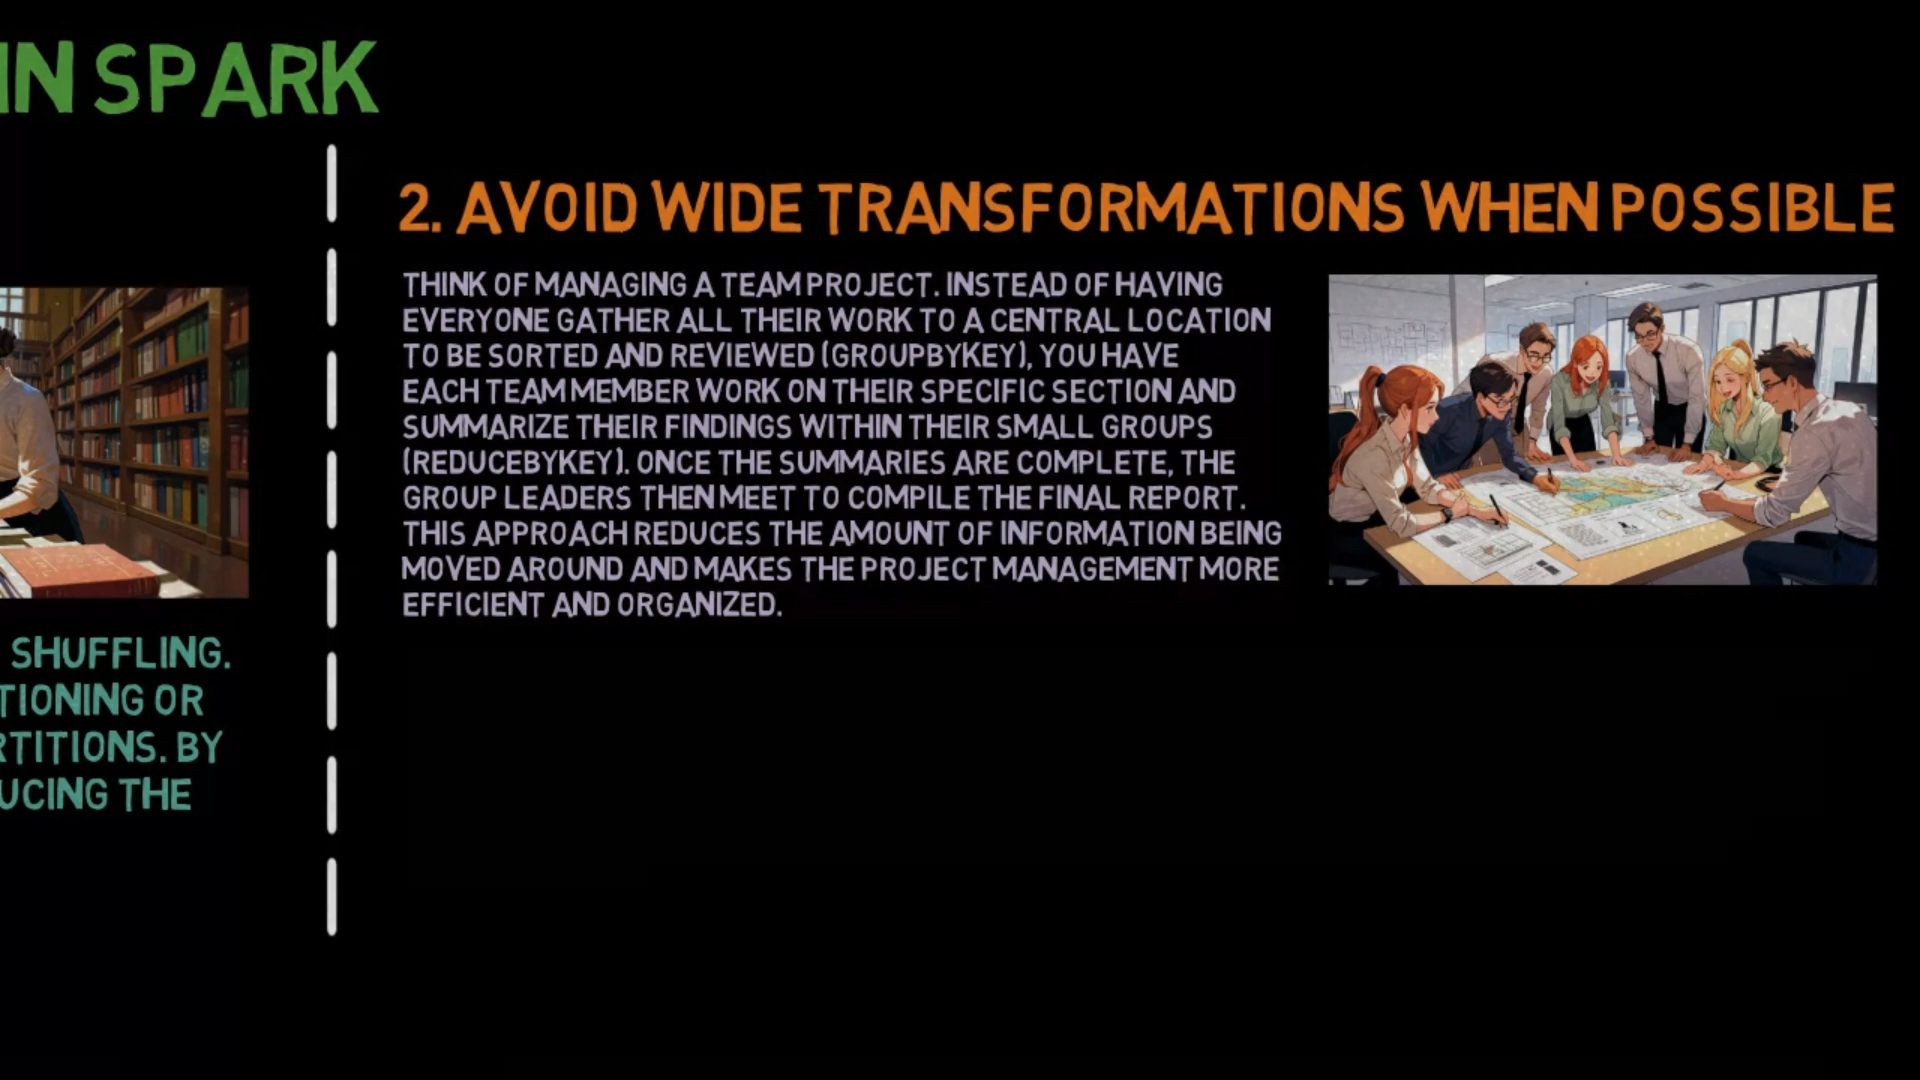 IN SPARK
SHUFFLING.
OR
BY
THE
2. AVOID WIDE TRANSFORMATIONS WHEN POSSIBLE
THINK OF MANAGING A TEAM PROJECT. INSTEAD OF HAVING
EVERYONE GATHER ALL THEIR WORK TO A CENTRAL LOCATION
TO BE SORTED AND REVIEWED (GROUPBYKEY), YOU HAVE
EACH TEAM MEMBER WORK ON THEIR SPECIFIC SECTION AND
SUMMARIZE THEIR FINDINGS WITHIN THEIR SMALL GROUPS
(REDUCEBYKEY). ONCE THE SUMMARIES ARE COMPLETE, THE
GROUP LEADERS THEN MEET TO COMPILE THE FINAL REPORT.
THIS APPROACH REDUCES THE AMOUNT OF INFORMATION BEING
MOVED AROUND AND MAKES THE PROJECT MANAGEMENT MORE
EFFICIENT AND ORGANIZED.